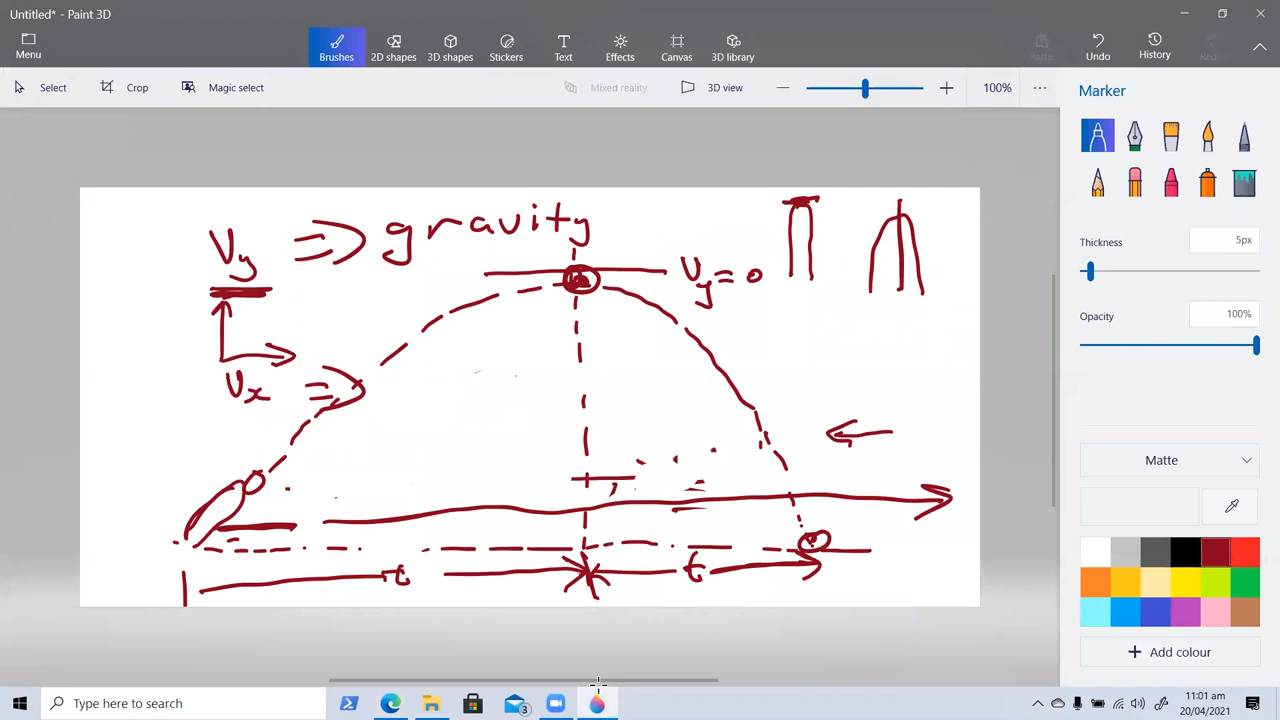 Untitled* - Paint 3D
Menu
Brushes
2D shapes
3D shapes
Stickers
Text
Effects
Canvas
3D library
Paste
Undo
History
Select
Crop
Magic select
Mixed reality
3D view
100%
Marker
Thickness
5px
Opacity
100%
Matte
Add colour
Vy ⇒ gravity
Vy = 0
Vx ⇒
t
t
Type here to search
3
11:01 am
20/04/2021